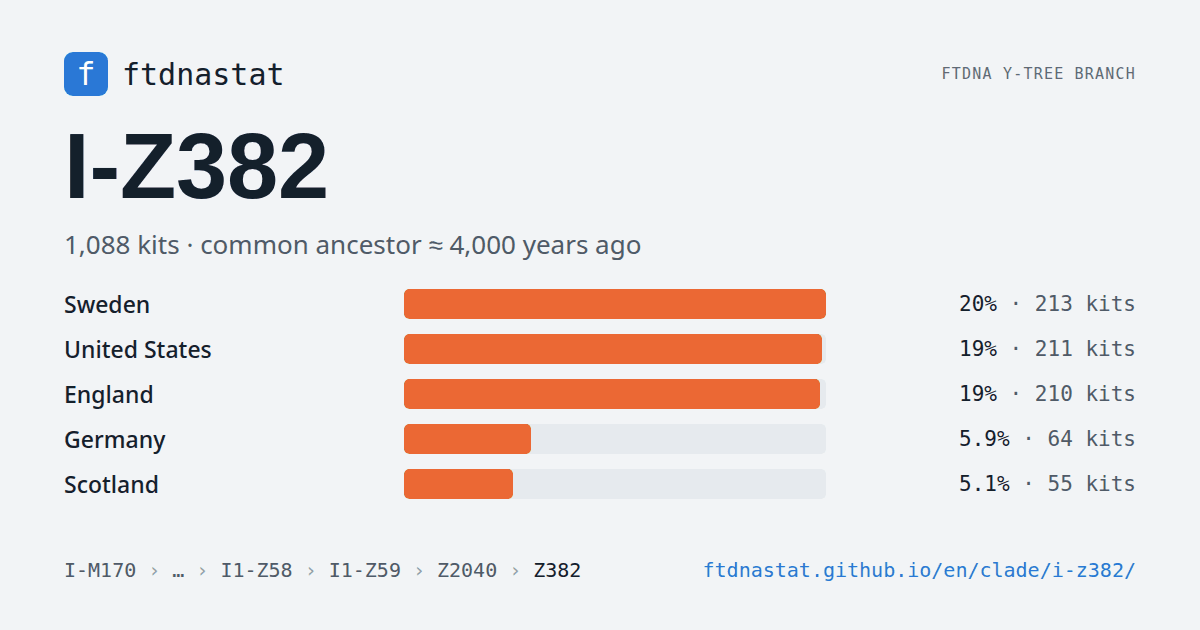 f ftdnastat
FTDNA Y-TREE BRANCH
I-Z382
1,088 kits · common ancestor ≈ 4,000 years ago
Sweden 20% · 213 kits
United States 19% · 211 kits
England 19% · 210 kits
Germany 5.9% · 64 kits
Scotland 5.1% · 55 kits
I-M170 › … › I1-Z58 › I1-Z59 › Z2040 › Z382
ftdnastat.github.io/en/clade/i-z382/